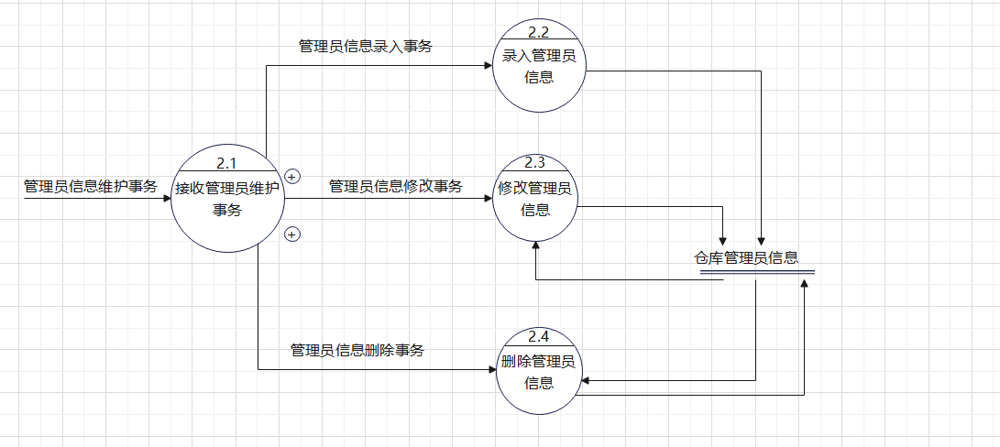 管理员信息录入事务
2.2
录入管理员
信息
管理员信息维护事务
2.1
接收管理员维护
事务
+
+
管理员信息修改事务
2.3
修改管理员
信息
仓库管理员信息
管理员信息删除事务
2.4
删除管理员
信息